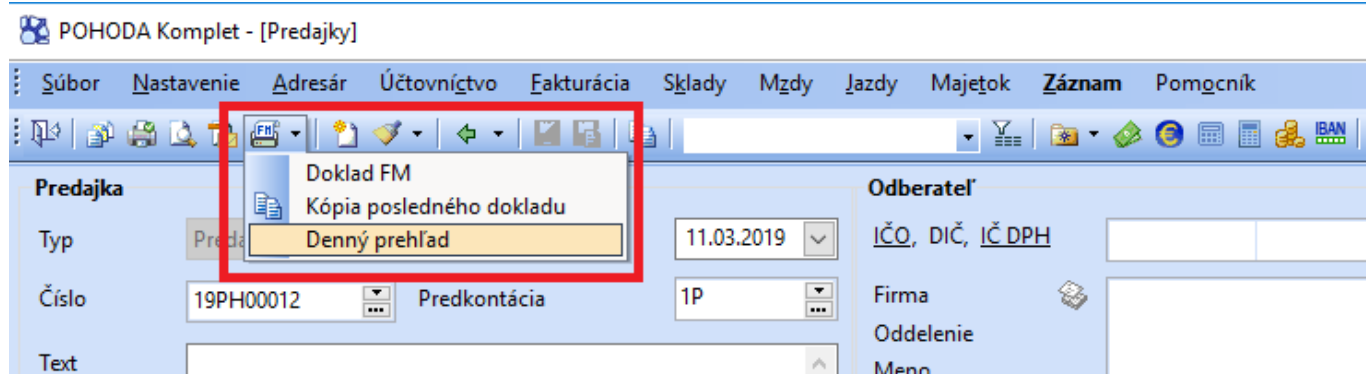 POHODA Komplet - [Predajky]
Súbor Nastavenie Adresár Účtovníctvo Fakturácia Sklady Mzdy Jazdy Majetok Záznam Pomocník
FM IBAN
Doklad FM
Kópia posledného dokladu
Denný prehľad
Predajka Odberateľ
Typ 11.03.2019 IČO, DIČ, IČ DPH
Číslo 19PH00012 Predkontácia 1P Firma
Oddelenie
Text Meno